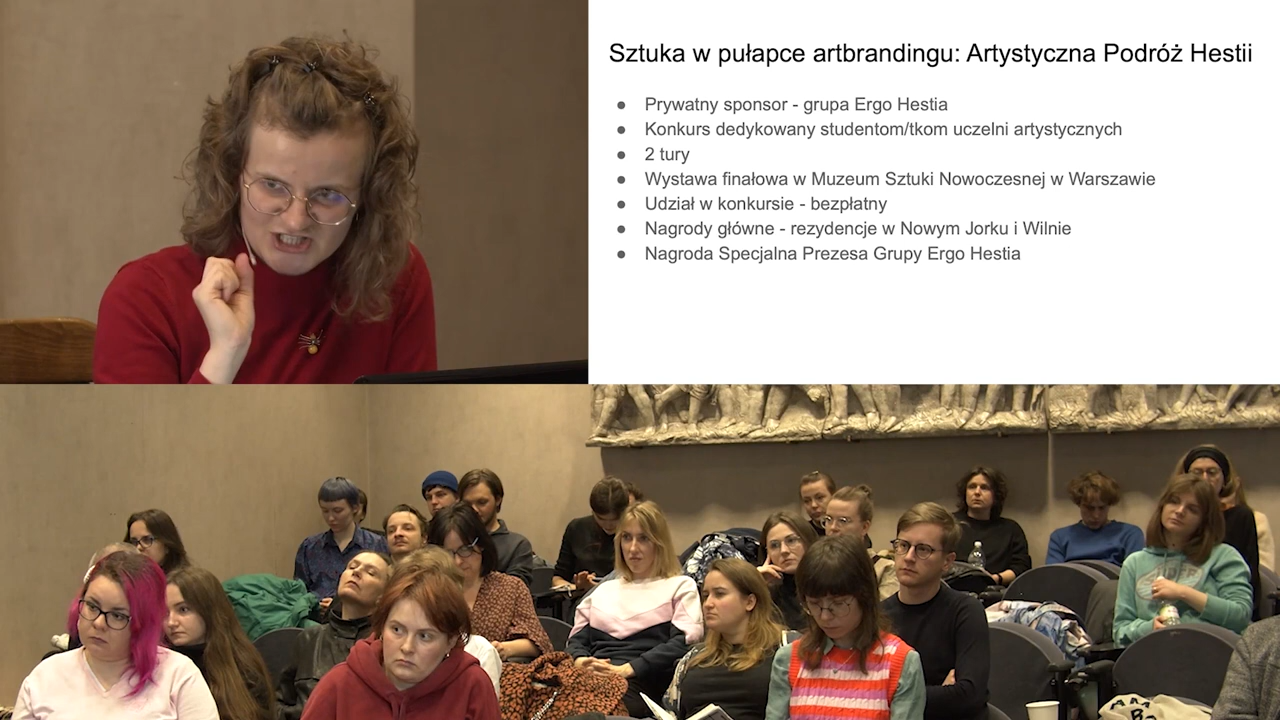 Sztuka w pułapce artbrandingu: Artystyczna Podróż Hestii
● Prywatny sponsor - grupa Ergo Hestia
● Konkurs dedykowany studentom/tkom uczelni artystycznych
● 2 tury
● Wystawa finałowa w Muzeum Sztuki Nowoczesnej w Warszawie
● Udział w konkursie - bezpłatny
● Nagrody główne - rezydencje w Nowym Jorku i Wilnie
● Nagroda Specjalna Prezesa Grupy Ergo Hestia